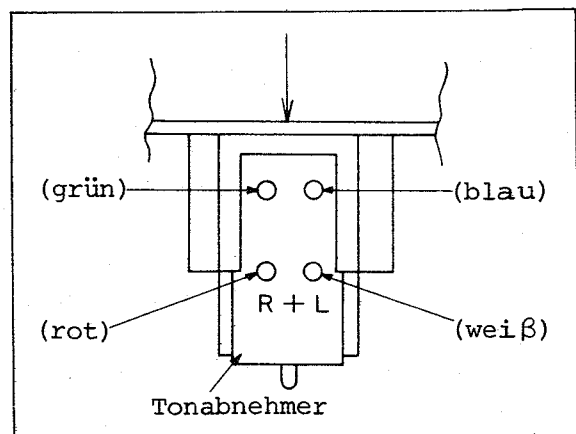 (grün) (blau)
R + L
(rot) (weiß)
Tonabnehmer